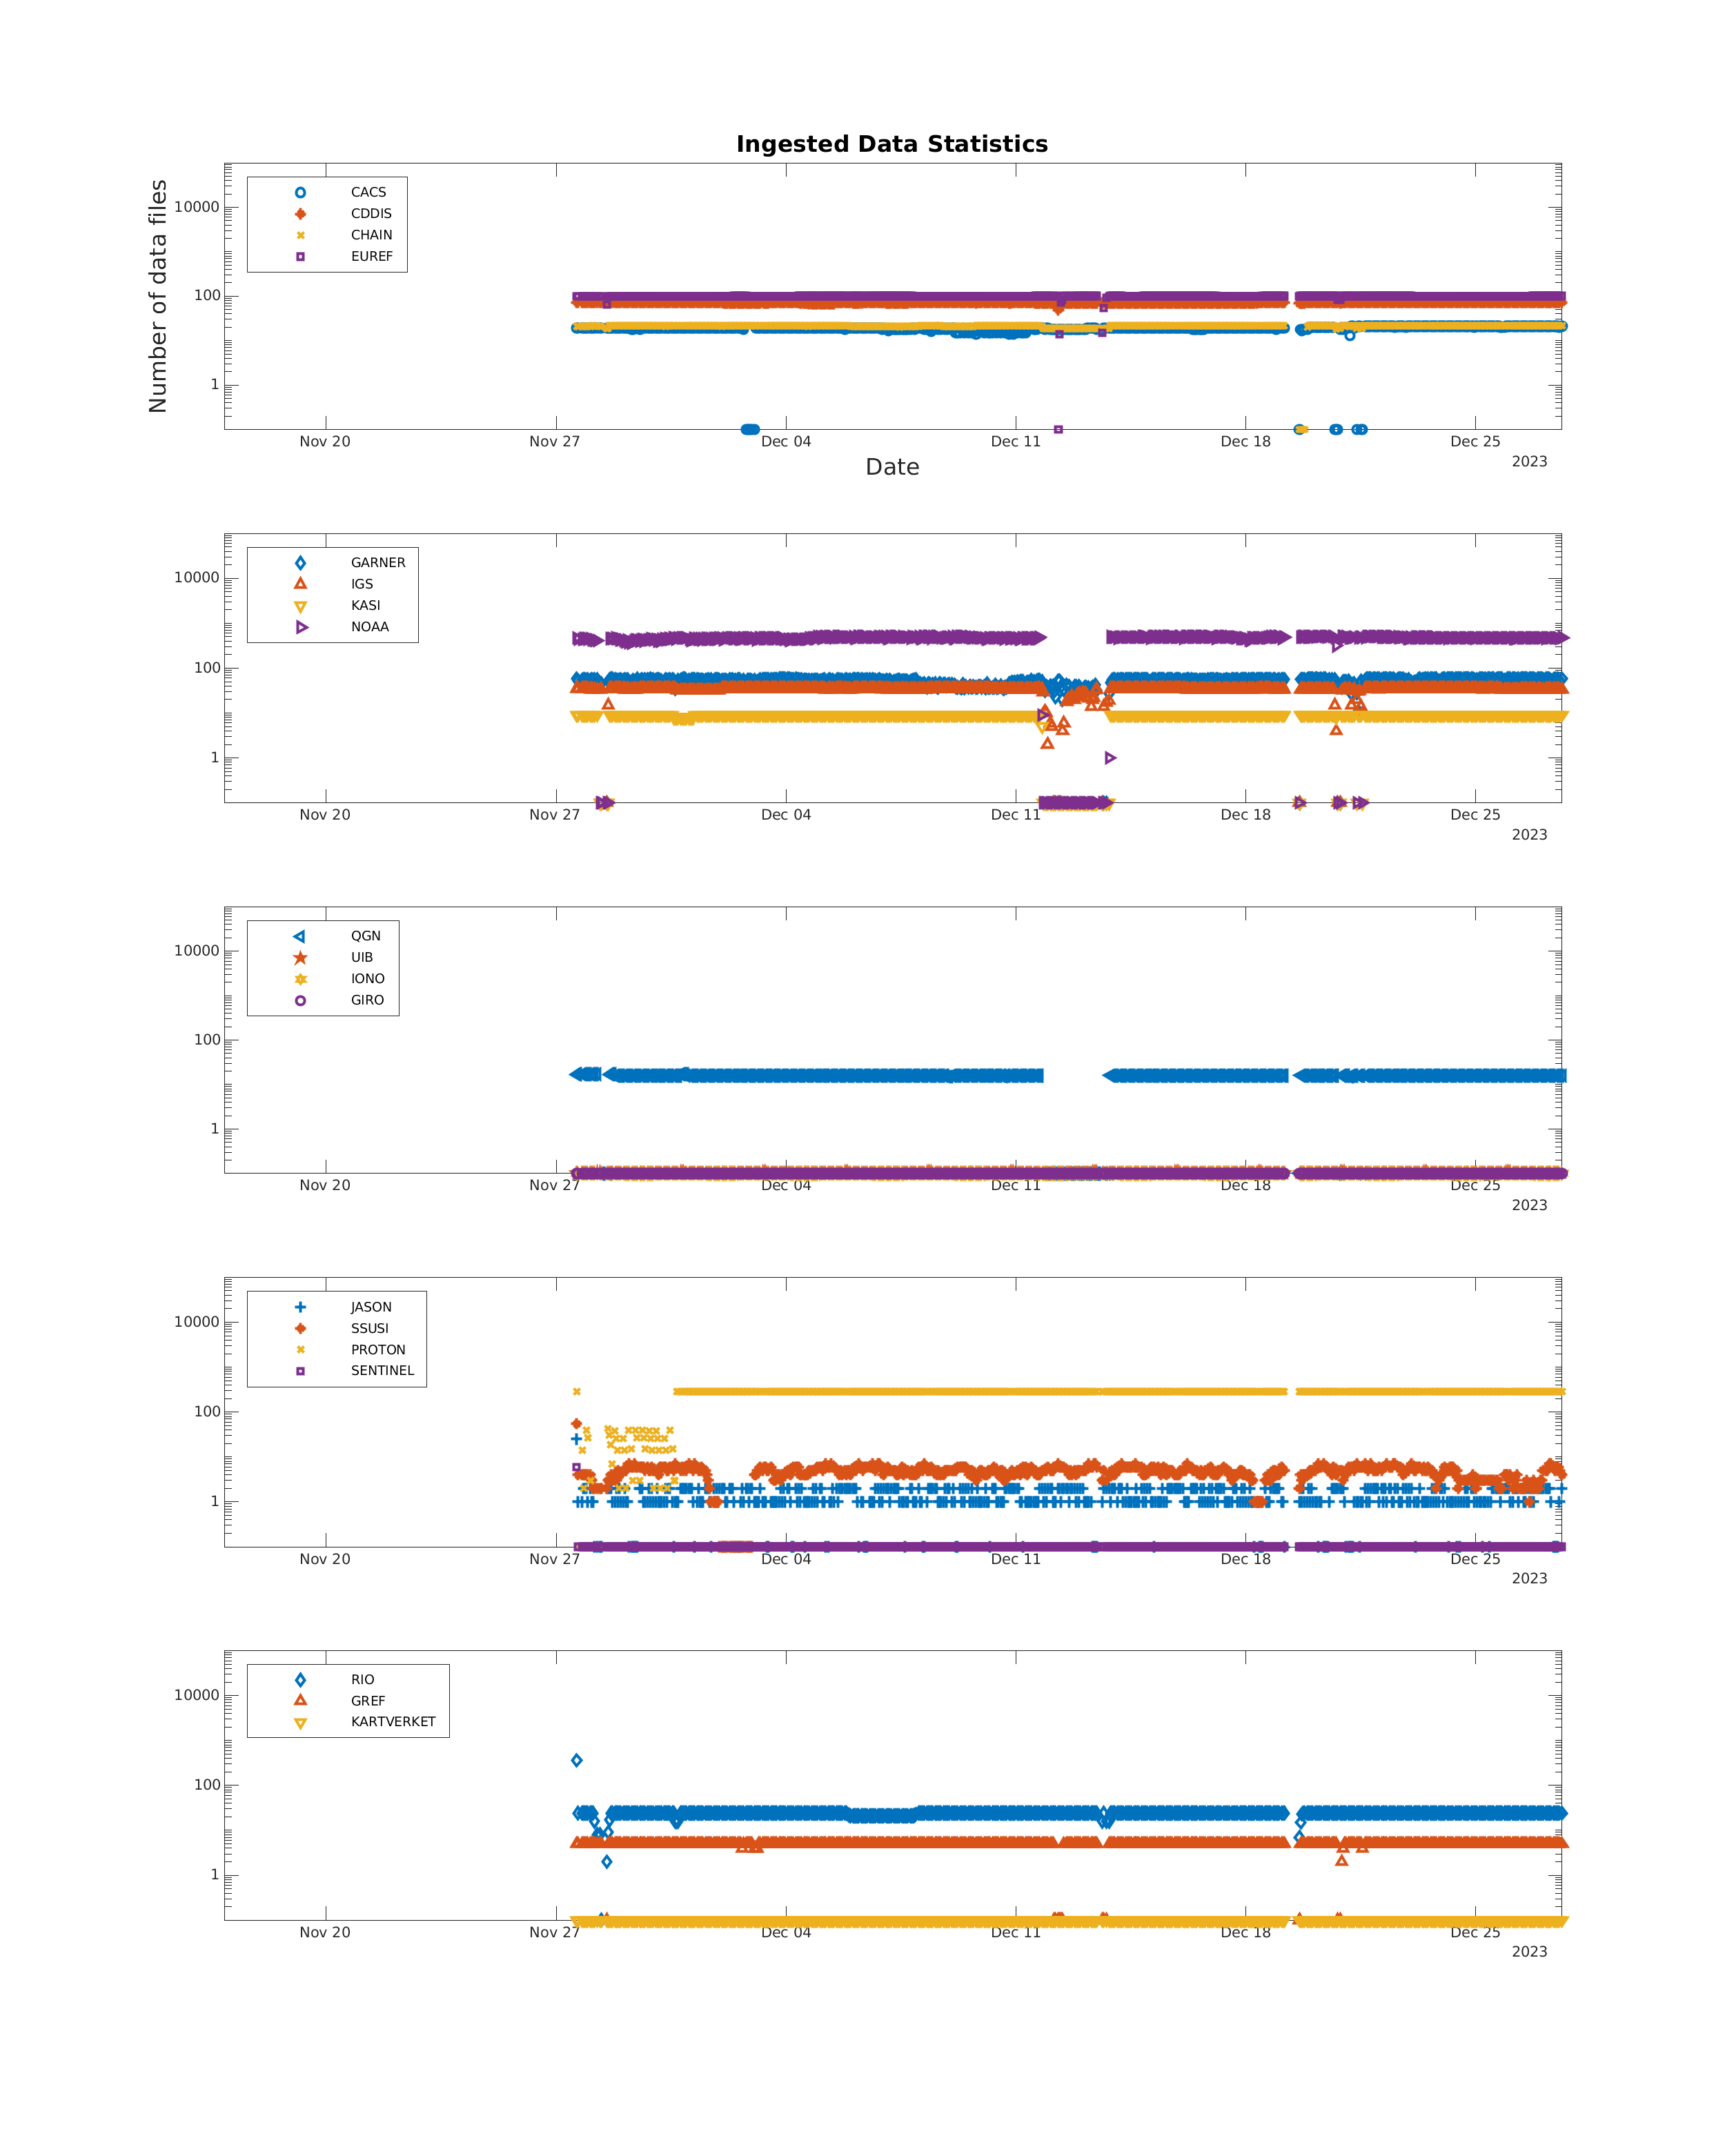 Ingested Data Statistics
Number of data files
10000
100
1
CACS
CDDIS
CHAIN
EUREF
Nov 20 Nov 27 Dec 04 Dec 11 Dec 18 Dec 25
2023
Date
10000
100
1
GARNER
IGS
KASI
NOAA
Nov 20 Nov 27 Dec 04 Dec 11 Dec 18 Dec 25
2023
10000
100
1
QGN
UIB
IONO
GIRO
Nov 20 Nov 27 Dec 04 Dec 11 Dec 18 Dec 25
2023
10000
100
1
JASON
SSUSI
PROTON
SENTINEL
Nov 20 Nov 27 Dec 04 Dec 11 Dec 18 Dec 25
2023
10000
100
1
RIO
GREF
KARTVERKET
Nov 20 Nov 27 Dec 04 Dec 11 Dec 18 Dec 25
2023